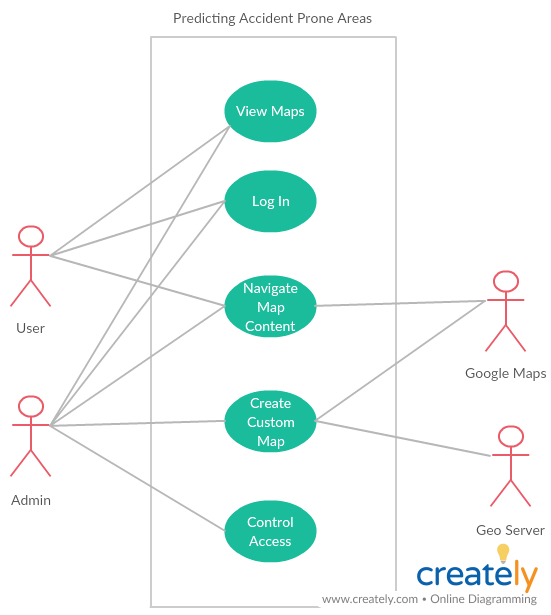 Predicting Accident Prone Areas
View Maps
Log In
Navigate
Map
Content
User
Google Maps
Create
Custom
Map
Admin
Control
Access
Geo Server
creately
www.creately.com • Online Diagramming